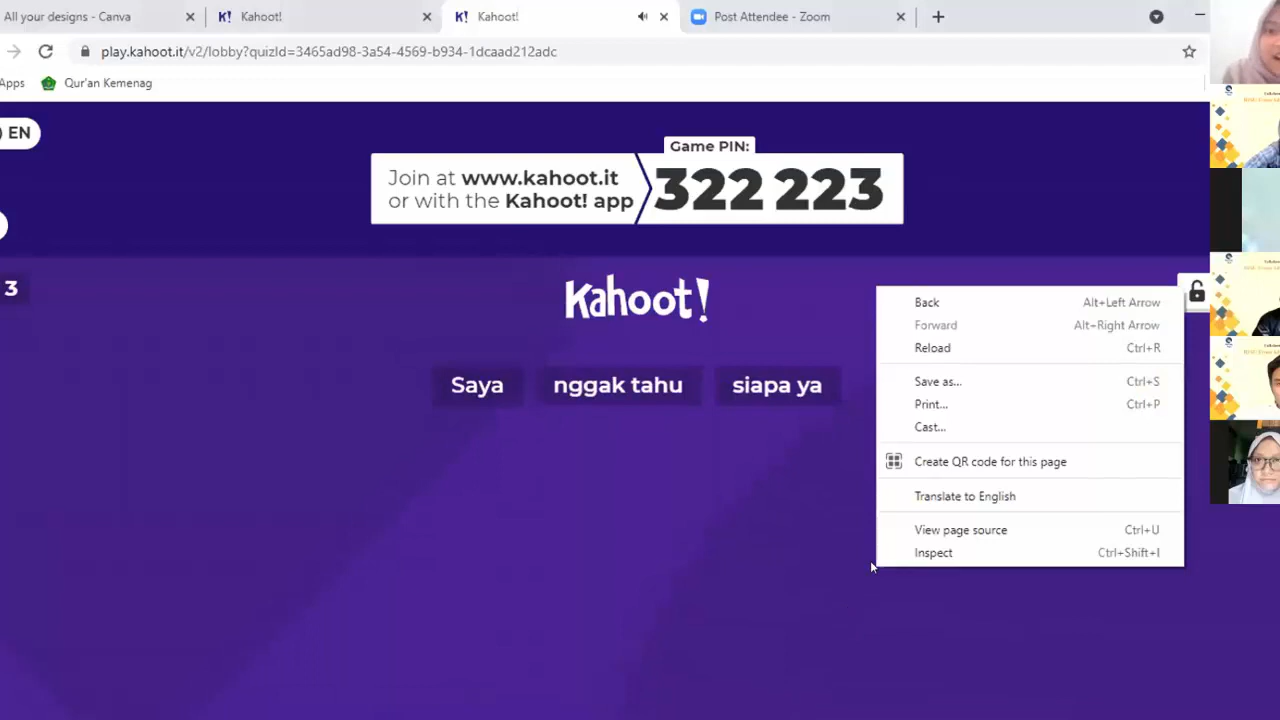 All your designs - Canva
Kahoot!
Kahoot!
Post Attendee - Zoom
play.kahoot.it/v2/lobby?quizId=3465ad98-3a54-4569-b934-1dcaad212adc
Apps
Qur'an Kemenag
EN
Game PIN:
Join at www.kahoot.it
or with the Kahoot! app
322 223
3
Kahoot!
Saya nggak tahu siapa ya
Back Alt+Left Arrow
Forward Alt+Right Arrow
Reload Ctrl+R
Save as... Ctrl+S
Print... Ctrl+P
Cast...
Create QR code for this page
Translate to English
View page source Ctrl+U
Inspect Ctrl+Shift+I